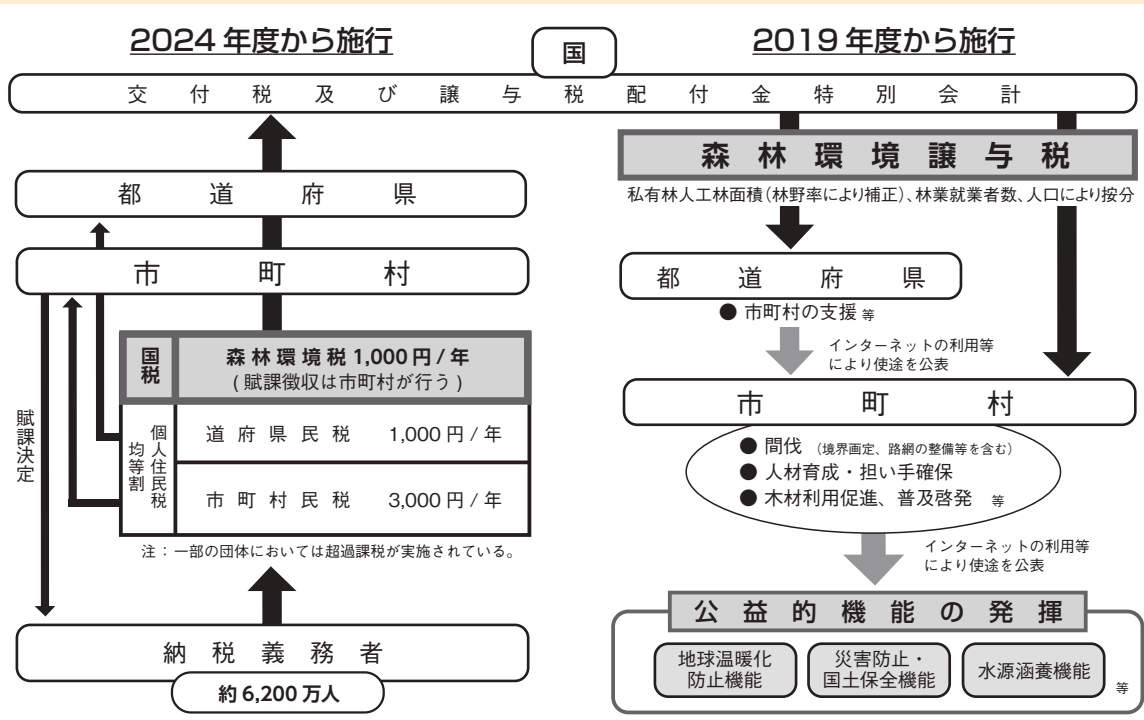 2024年度から施行
国
2019年度から施行
交付税及び譲与税配付金特別会計
都道府県
市町村
国税
森林環境税 1,000円/年
(賦課徴収は市町村が行う)
個人住民税
均等割
道府県民税 1,000円/年
市町村民税 3,000円/年
注:一部の団体においては超過課税が実施されている。
賦課決定
納税義務者
約6,200万人
森林環境譲与税
私有林人工林面積(林野率により補正)、林業就業者数、人口により按分
都道府県
● 市町村の支援 等
インターネットの利用等
により使途を公表
市町村
● 間伐 (境界画定、路網の整備等を含む)
● 人材育成・担い手確保
● 木材利用促進、普及啓発 等
インターネットの利用等
により使途を公表
公益的機能の発揮
地球温暖化
防止機能
災害防止・
国土保全機能
水源涵養機能
等